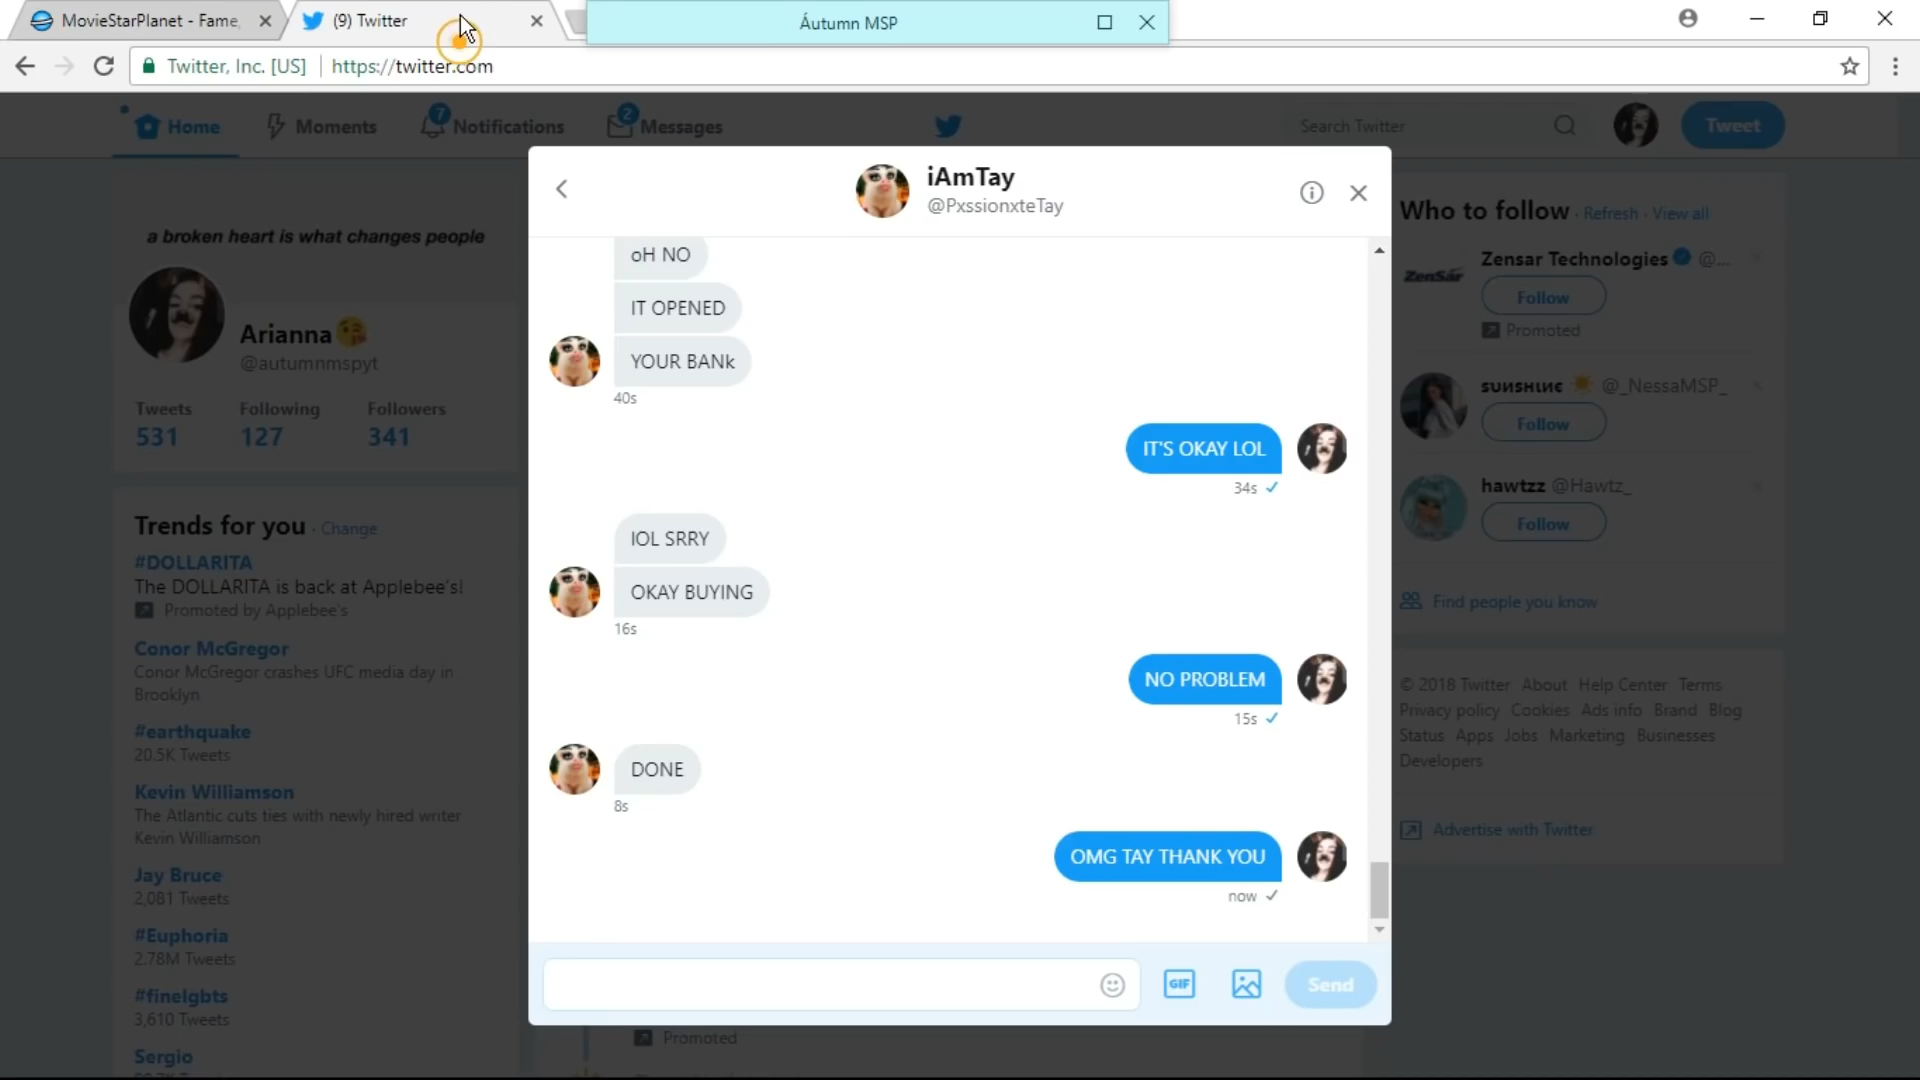 MovieStarPlanet - Fame,
(9) Twitter
Áutumn MSP
Twitter, Inc. [US]
https://twitter.com
Home
Moments
7
Notifications
2
Messages
Search Twitter
Tweet
a broken heart is what changes people
Arianna😘
@autumnmspyt
Tweets Following Followers
531 127 341
Trends for you · Change
#DOLLARITA
The DOLLARITA is back at Applebee's!
Promoted by Applebee's
Conor McGregor
Conor McGregor crashes UFC media day in
Brooklyn
#earthquake
20.5K Tweets
Kevin Williamson
The Atlantic cuts ties with newly hired writer
Kevin Williamson
Jay Bruce
2,081 Tweets
#Euphoria
2.78M Tweets
#finelgbts
3,610 Tweets
Sergio
iAmTay
@PxssionxteTay
oH NO
IT OPENED
YOUR BANk
40s
IT'S OKAY LOL
34s ✓
lOL SRRY
OKAY BUYING
16s
NO PROBLEM
15s ✓
DONE
8s
OMG TAY THANK YOU
now ✓
GIF
Send
Promoted
Who to follow · Refresh · View all
ZenSar
Zensar Technologies @...
Follow
Promoted
ѕυиѕнιиє ☀ @_NessaMSP_
Follow
hawtzz @Hawtz_
Follow
Find people you know
© 2018 Twitter About Help Center Terms
Privacy policy Cookies Ads info Brand Blog
Status Apps Jobs Marketing Businesses
Developers
Advertise with Twitter